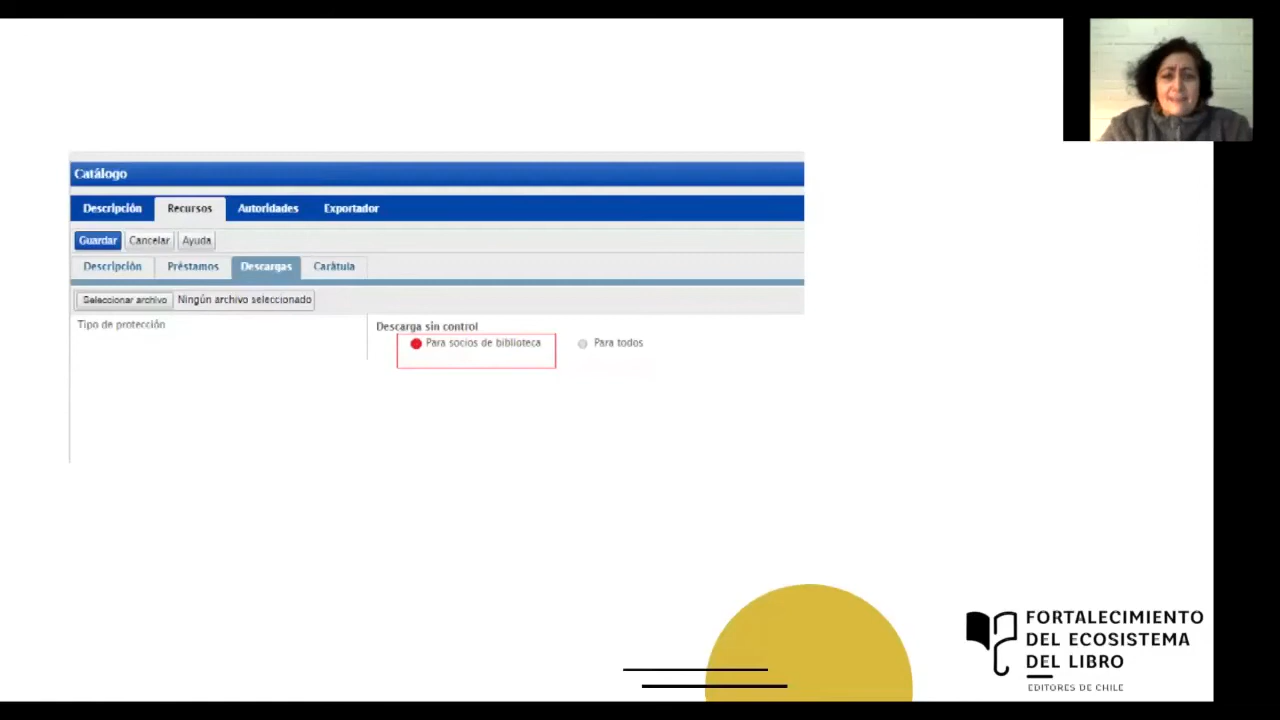 Catálogo
Descripción Recursos Autoridades Exportador
Guardar Cancelar Ayuda
Descripción Préstamos Descargas Carátula
Seleccionar archivo Ningún archivo seleccionado
Tipo de protección
Descarga sin control
Para socios de biblioteca Para todos
FORTALECIMIENTO
DEL ECOSISTEMA
DEL LIBRO
EDITORES DE CHILE